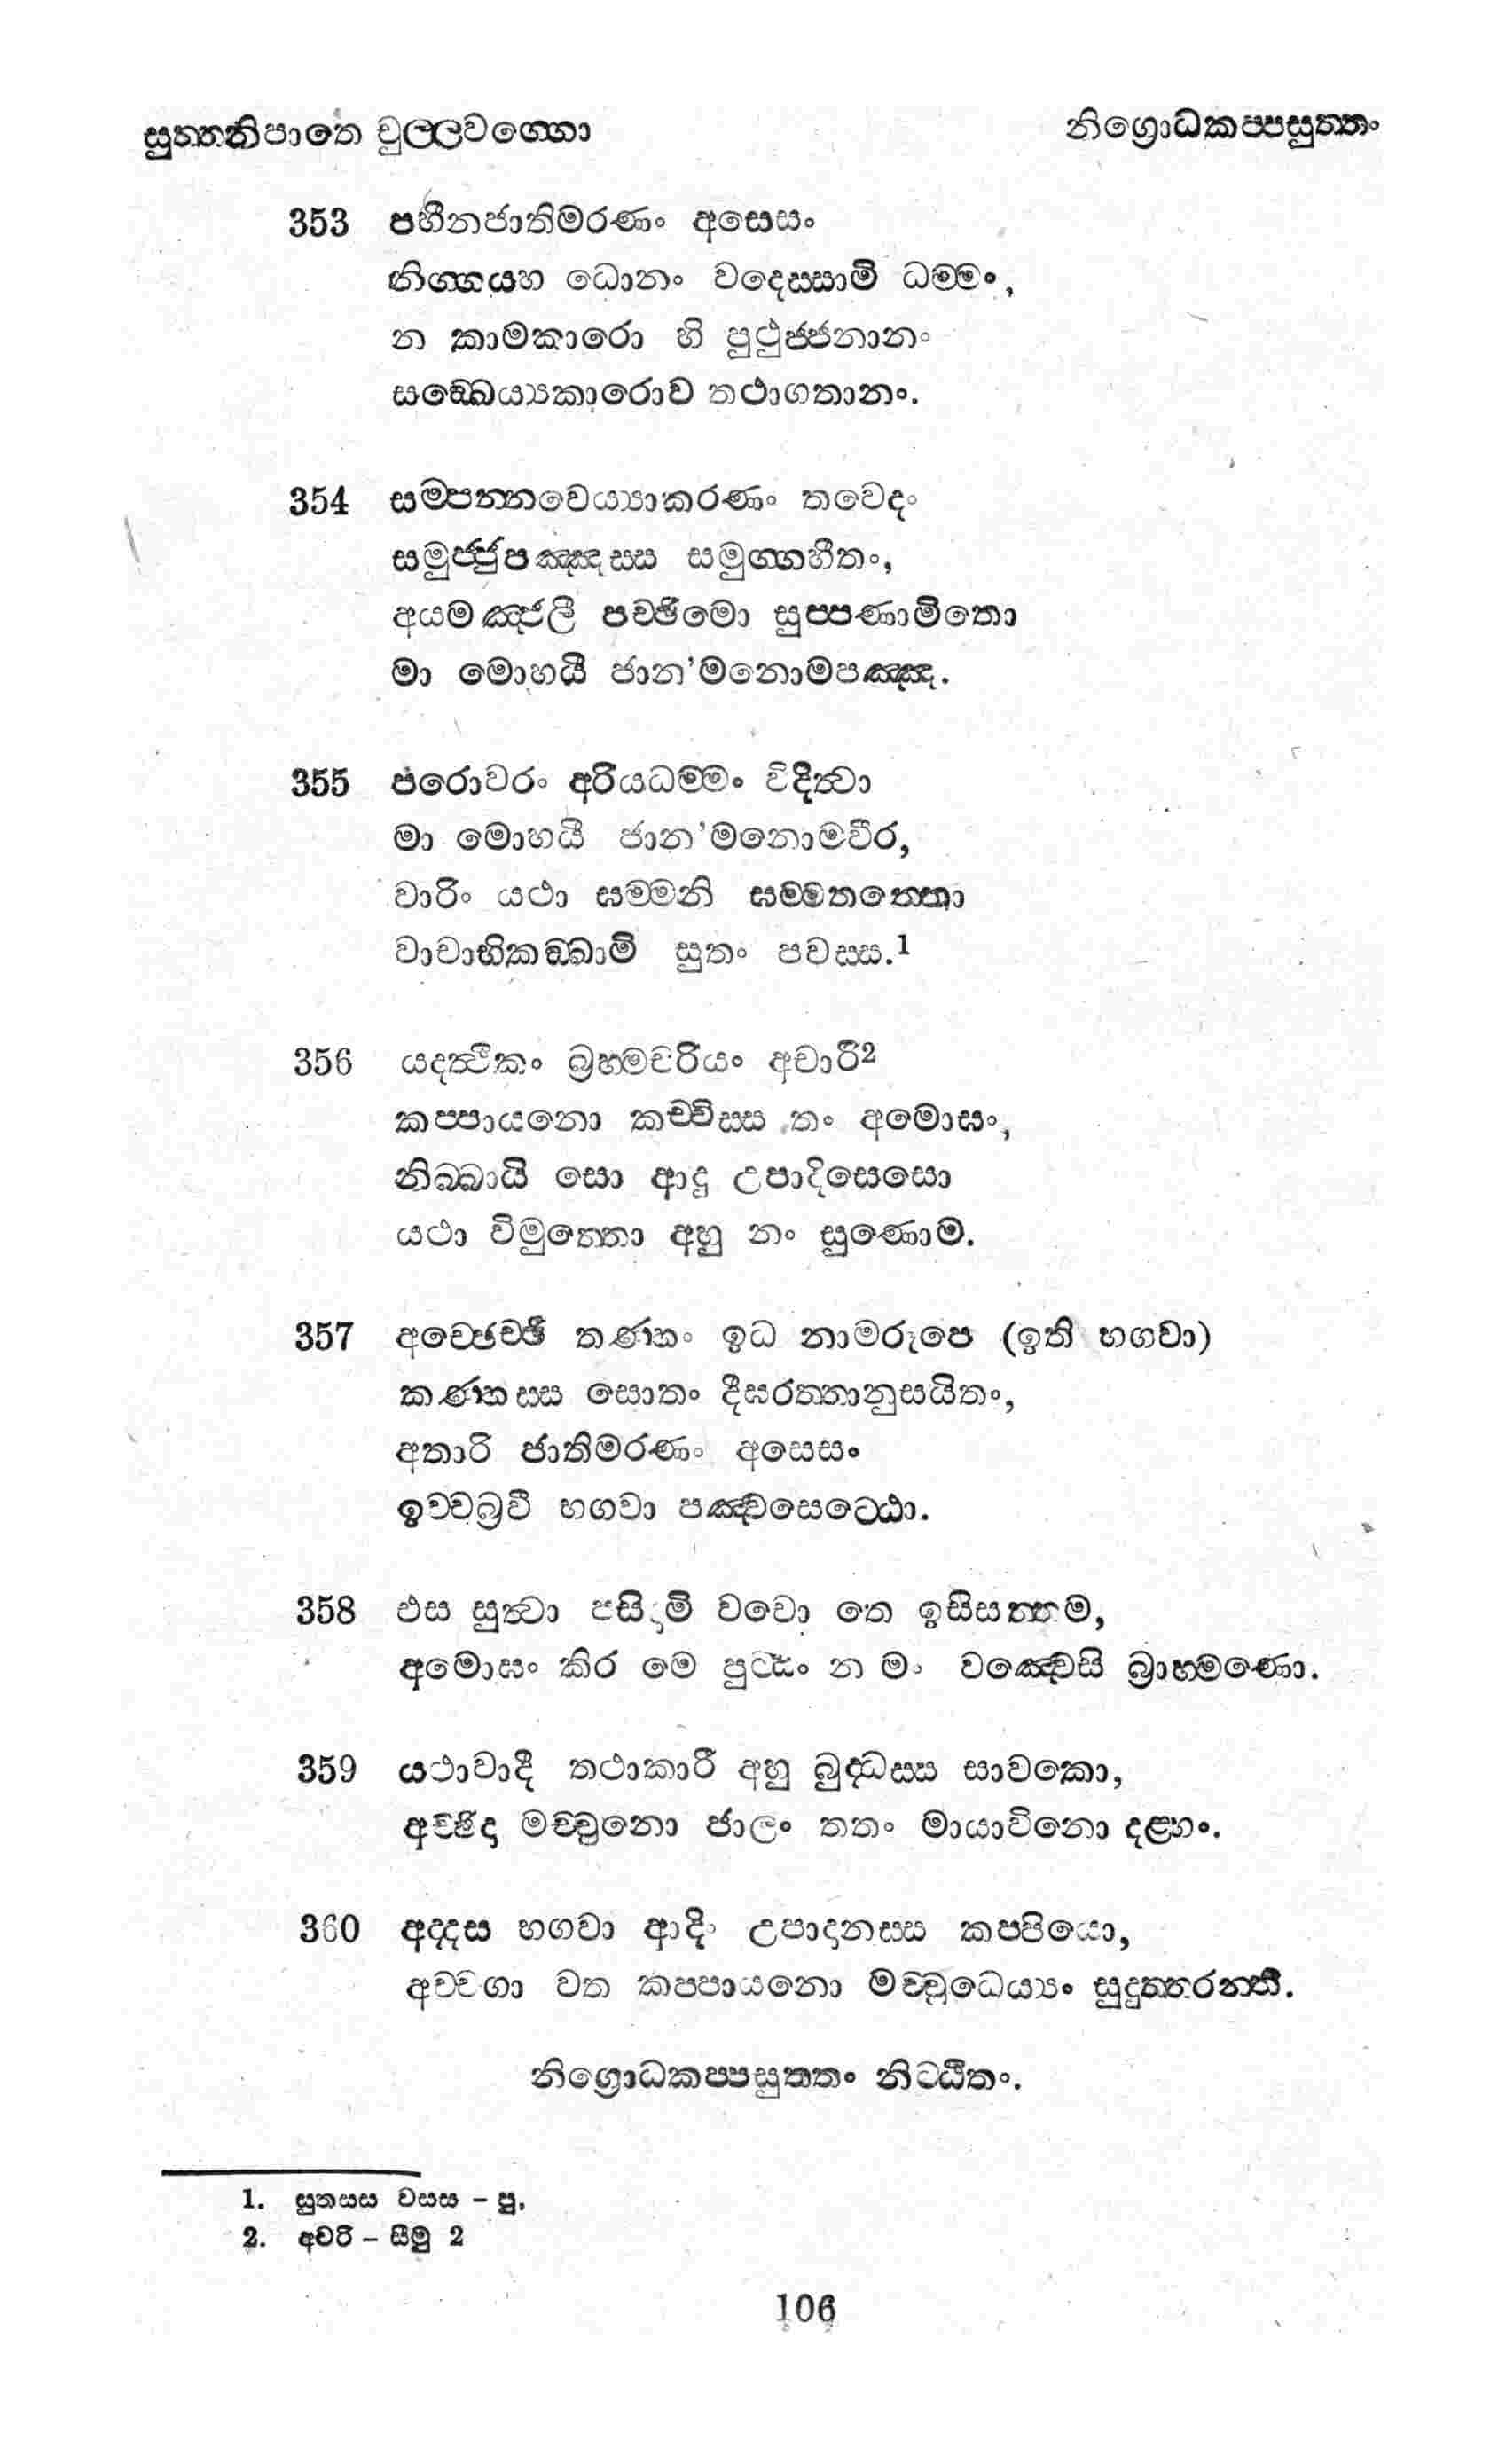 සුත්තනිපාතෙ චුල්ලවග්ගො
නිග්‍රොධකප්පසුත්තං
353 පහීනජාතිමරණං අසෙසං
නිග්ගය්හ ධොනං වදෙස්සාමි ධම්මං,
න කාමකාරො හි පුථුජ්ජනානං
සඞ්ඛෙය්‍යකාරොව තථාගතානං.
354 සම්පන්නවෙය්‍යාකරණං තවෙදං
සමුජ්ජුපඤ්ඤස්ස සමුග්ගහීතං,
අයමඤ්ජලී පච්ඡිමො සුප්පණාමිතො
මා මොහයී ජාන'මනොමපඤ්ඤ.
355 පරොවරං අරියධම්මං විදිත්වා
මා මොහයී ජාන'මනොමවීර,
වාරිං යථා ඝම්මනි ඝම්මතත්තො
වාචාභිකඞ්ඛාමි සුතං පවස්ස.1
356 යදත්ථිකං බ්‍රහ්මචරියං අචාරී2
කප්පායනො කච්චිස්ස තං අමොඝං,
නිබ්බායි සො ආදු උපාදිසෙසො
යථා විමුත්තො අහු නං සුණොම.
357 අච්ඡෙච්ඡි තණ්හං ඉධ නාමරූපෙ (ඉති භගවා)
කණ්හස්ස සොතං දීඝරත්තානුසයිතං,
අතාරි ජාතිමරණං අසෙසං
ඉච්චබ්‍රවී භගවා පඤ්චසෙට්ඨො.
358 එස සුත්වා පසිදාමි වචො තෙ ඉසිසත්තම,
අමොඝං කිර මෙ පුට්ඨං න මං වඤ්චෙසි බ්‍රාහ්මණො.
359 යථාවාදී තථාකාරී අහු බුද්ධස්ස සාවකො,
අච්ඡිදා මච්චුනො ජාලං තතං මායාවිනො දළ්හං.
360 අද්දස භගවා ආදිං උපාදානස්ස කප්පියො,
අච්චගා වත කප්පායනො මච්චුධෙය්‍යං සුදුත්තරන්ති.
නිග්‍රොධකප්පසුත්තං නිට්ඨිතං.
1. සුතස්ස වස්ස - පු,
2. අචරි - සීමු 2
106